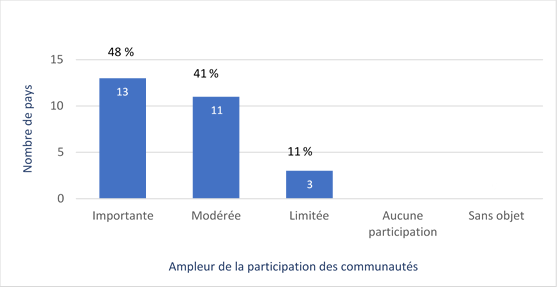 48 %
15
41 %
13
10
11
Nombre de pays
5
11 %
3
0
Importante
Modérée
Limitée
Aucune
participation
Sans objet
Ampleur de la participation des communautés